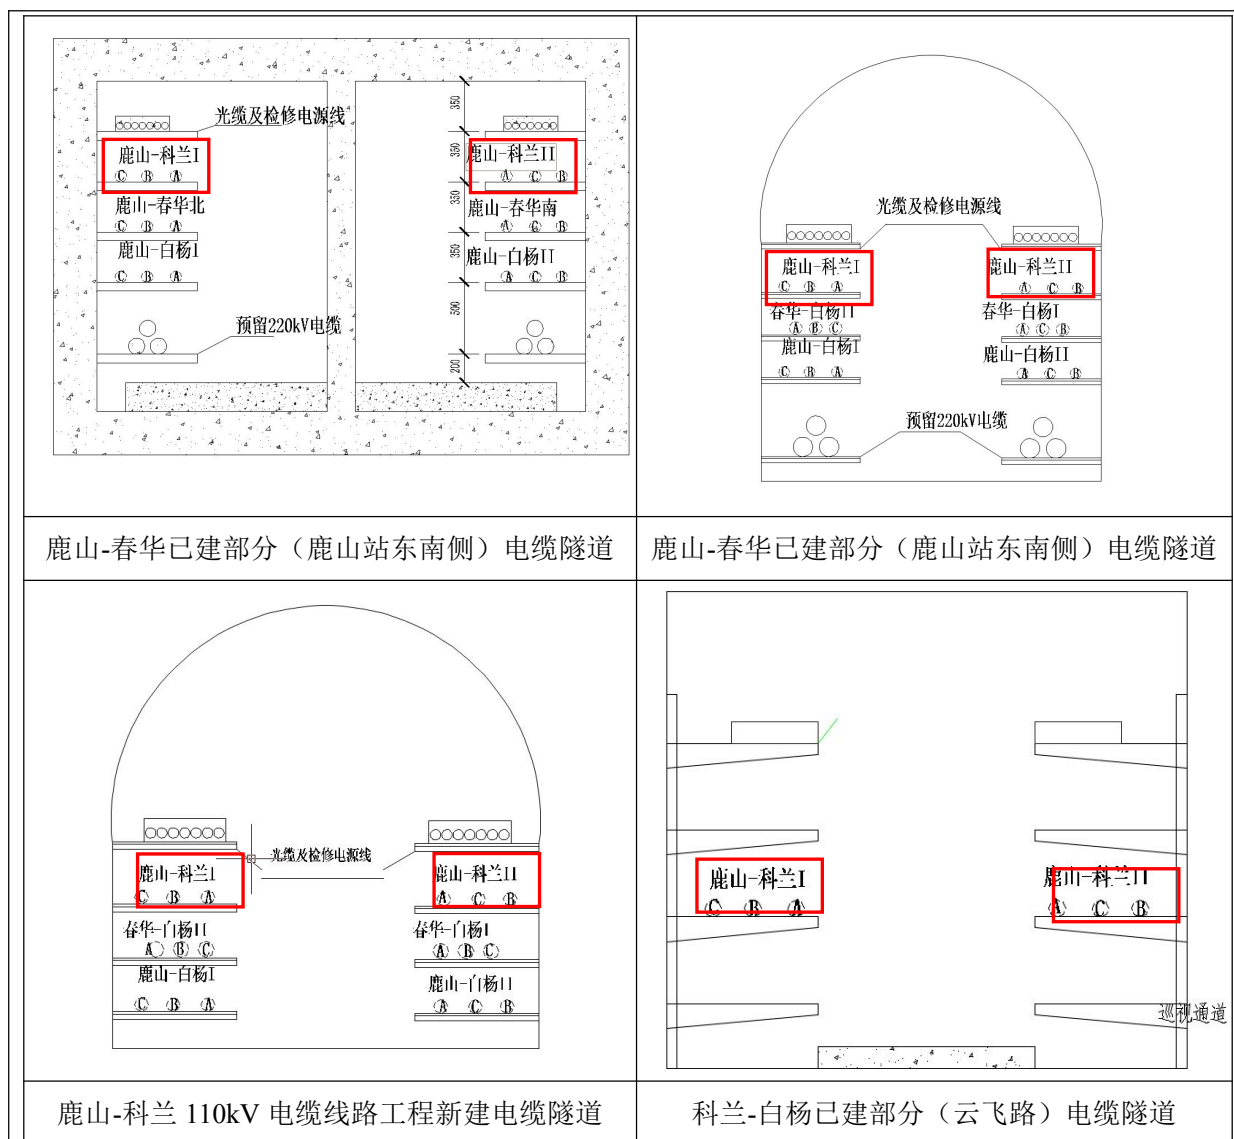 光缆及检修电源线
鹿山-科兰I
C B A
鹿山-春华北
C B A
鹿山-白杨I
C B A
预留220kV电缆
350
350
350
350
500
200
鹿山-科兰II
A C B
鹿山-春华南
A C B
鹿山-白杨II
A C B
光缆及检修电源线
鹿山-科兰I
C B A
春华-白杨II
A B C
鹿山-白杨I
C B A
鹿山-科兰II
A C B
春华-白杨I
A C B
鹿山-白杨II
A C B
预留220kV电缆
鹿山-春华已建部分（鹿山站东南侧）电缆隧道
鹿山-春华已建部分（鹿山站东南侧）电缆隧道
光缆及检修电源线
鹿山-科兰I
C B A
春华-白杨II
A B C
鹿山-白杨I
C B A
鹿山-科兰II
A C B
春华-白杨I
A B C
鹿山-白杨II
A C B
鹿山-科兰I
C B A
鹿山-科兰II
A C B
巡视通道
鹿山-科兰 110kV 电缆线路工程新建电缆隧道
科兰-白杨已建部分（云飞路）电缆隧道